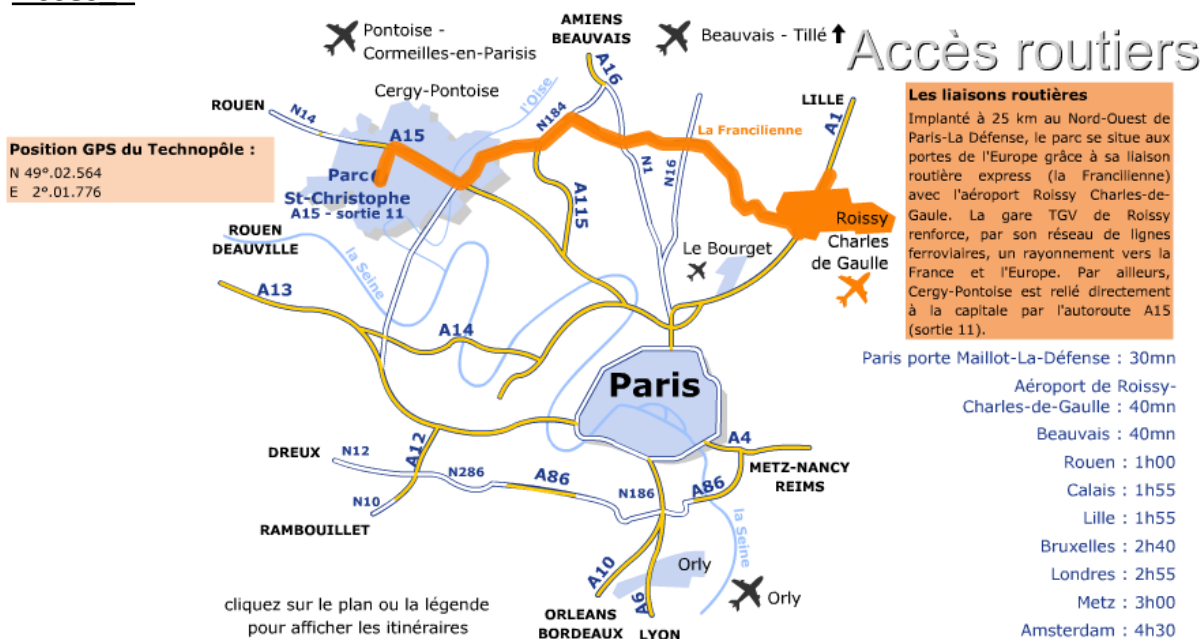 Pontoise -
Cormeilles-en-Parisis
AMIENS
BEAUVAIS
Beauvais - Tillé
Accès routiers
Cergy-Pontoise
l'Oise
A16
ROUEN
N14
A15
N184
La Francilienne
LILLE
A1
Les liaisons routières
Implanté à 25 km au Nord-Ouest de
Paris-La Défense, le parc se situe aux
portes de l'Europe grâce à sa liaison
routière express (la Francilienne)
avec l'aéroport Roissy Charles-de-
Gaule. La gare TGV de Roissy
renforce, par son réseau de lignes
ferroviaires, un rayonnement vers la
France et l'Europe. Par ailleurs,
Cergy-Pontoise est relié directement
à la capitale par l'autoroute A15
(sortie 11).
Position GPS du Technopôle :
N 49°.02.564
E 2°.01.776
Parc
St-Christophe
A15 - sortie 11
A115
N1
N16
Roissy
Charles
de Gaulle
Le Bourget
ROUEN
DEAUVILLE
la Seine
A13
A14
Paris
Paris porte Maillot-La-Défense : 30mn
Aéroport de Roissy-
Charles-de-Gaulle : 40mn
Beauvais : 40mn
Rouen : 1h00
Calais : 1h55
Lille : 1h55
Bruxelles : 2h40
Londres : 2h55
Metz : 3h00
Amsterdam : 4h30
DREUX
N12
A12
N286
A86
N186
A86
A4
METZ-NANCY
REIMS
N10
RAMBOUILLET
la Seine
A10
A6
Orly
Orly
ORLEANS
BORDEAUX
LYON
cliquez sur le plan ou la légende
pour afficher les itinéraires